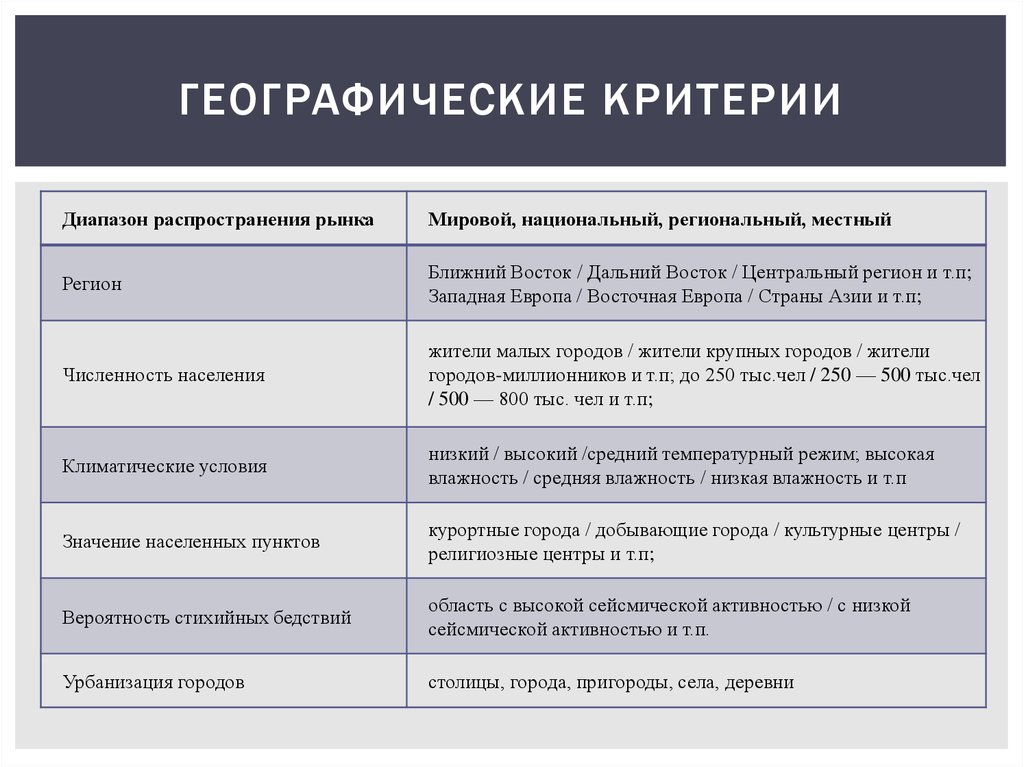 ГЕОГРАФИЧЕСКИЕ КРИТЕРИИ
Диапазон распространения рынка
Мировой, национальный, региональный, местный
Регион
Ближний Восток / Дальний Восток / Центральный регион и т.п;
Западная Европа / Восточная Европа / Страны Азии и т.п;
Численность населения
жители малых городов / жители крупных городов / жители
городов-миллионников и т.п; до 250 тыс.чел / 250 — 500 тыс.чел
/ 500 — 800 тыс. чел и т.п;
Климатические условия
низкий / высокий /средний температурный режим; высокая
влажность / средняя влажность / низкая влажность и т.п
Значение населенных пунктов
курортные города / добывающие города / культурные центры /
религиозные центры и т.п;
Вероятность стихийных бедствий
область с высокой сейсмической активностью / с низкой
сейсмической активностью и т.п.
Урбанизация городов
столицы, города, пригороды, села, деревни